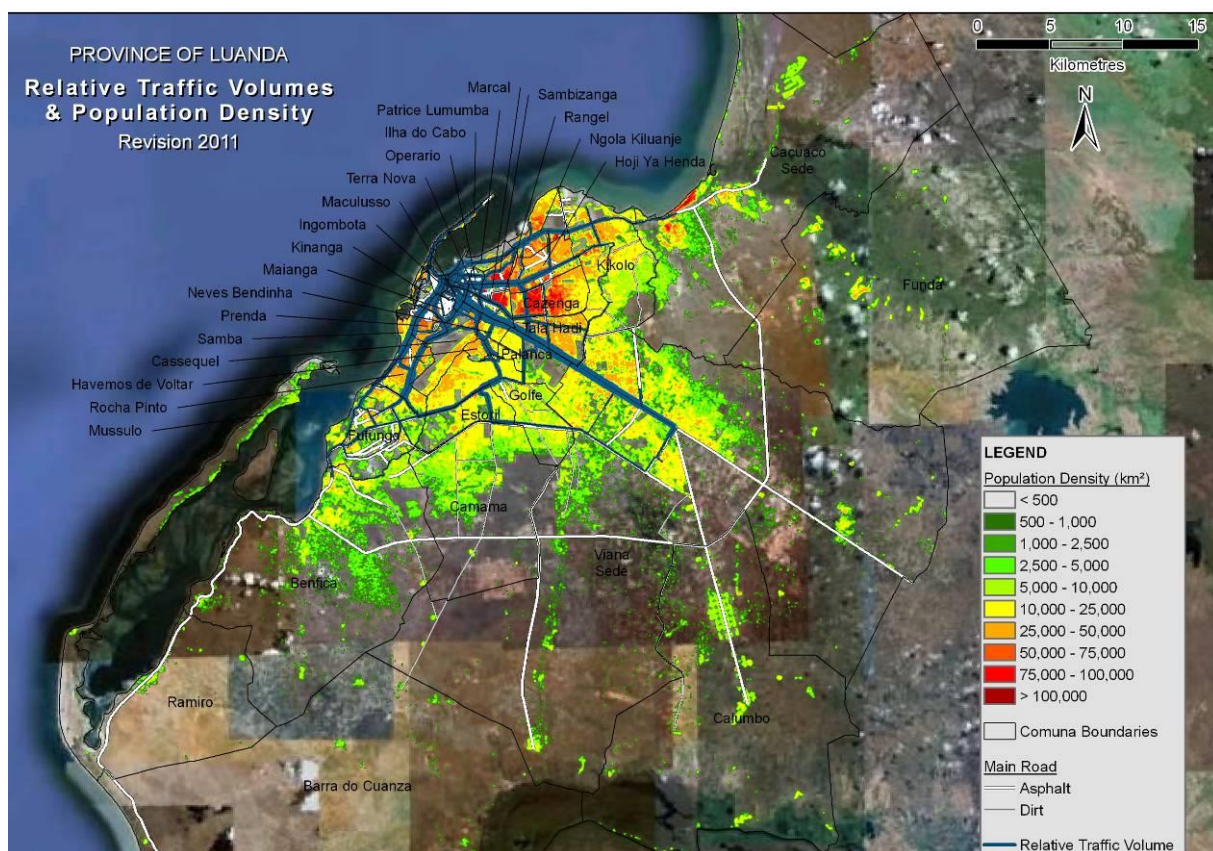 PROVINCE OF LUANDA
Relative Traffic Volumes
& Population Density
Revision 2011
0 5 10 15
Kilometres
N
Marcal
Sambizanga
Patrice Lumumba
Rangel
Ilha do Cabo
Ngola Kiluanje
Operario
Hoji Ya Henda
Terra Nova
Maculusso
Ingombota
Kinanga
Maianga
Neves Bendinha
Prenda
Samba
Cassequel
Havemos de Voltar
Rocha Pinto
Mussulo
Cacuaco
Sede
Kikolo
Funda
Cazenga
Tala Hadi
Palanca
Golfe
Estoril
Futungo
Camama
Viana
Sede
Benfica
Ramiro
Calumbo
Barra do Cuanza
LEGEND
Population Density (km²)
< 500
500 - 1,000
1,000 - 2,500
2,500 - 5,000
5,000 - 10,000
10,000 - 25,000
25,000 - 50,000
50,000 - 75,000
75,000 - 100,000
> 100,000
Comuna Boundaries
Main Road
Asphalt
Dirt
Relative Traffic Volume